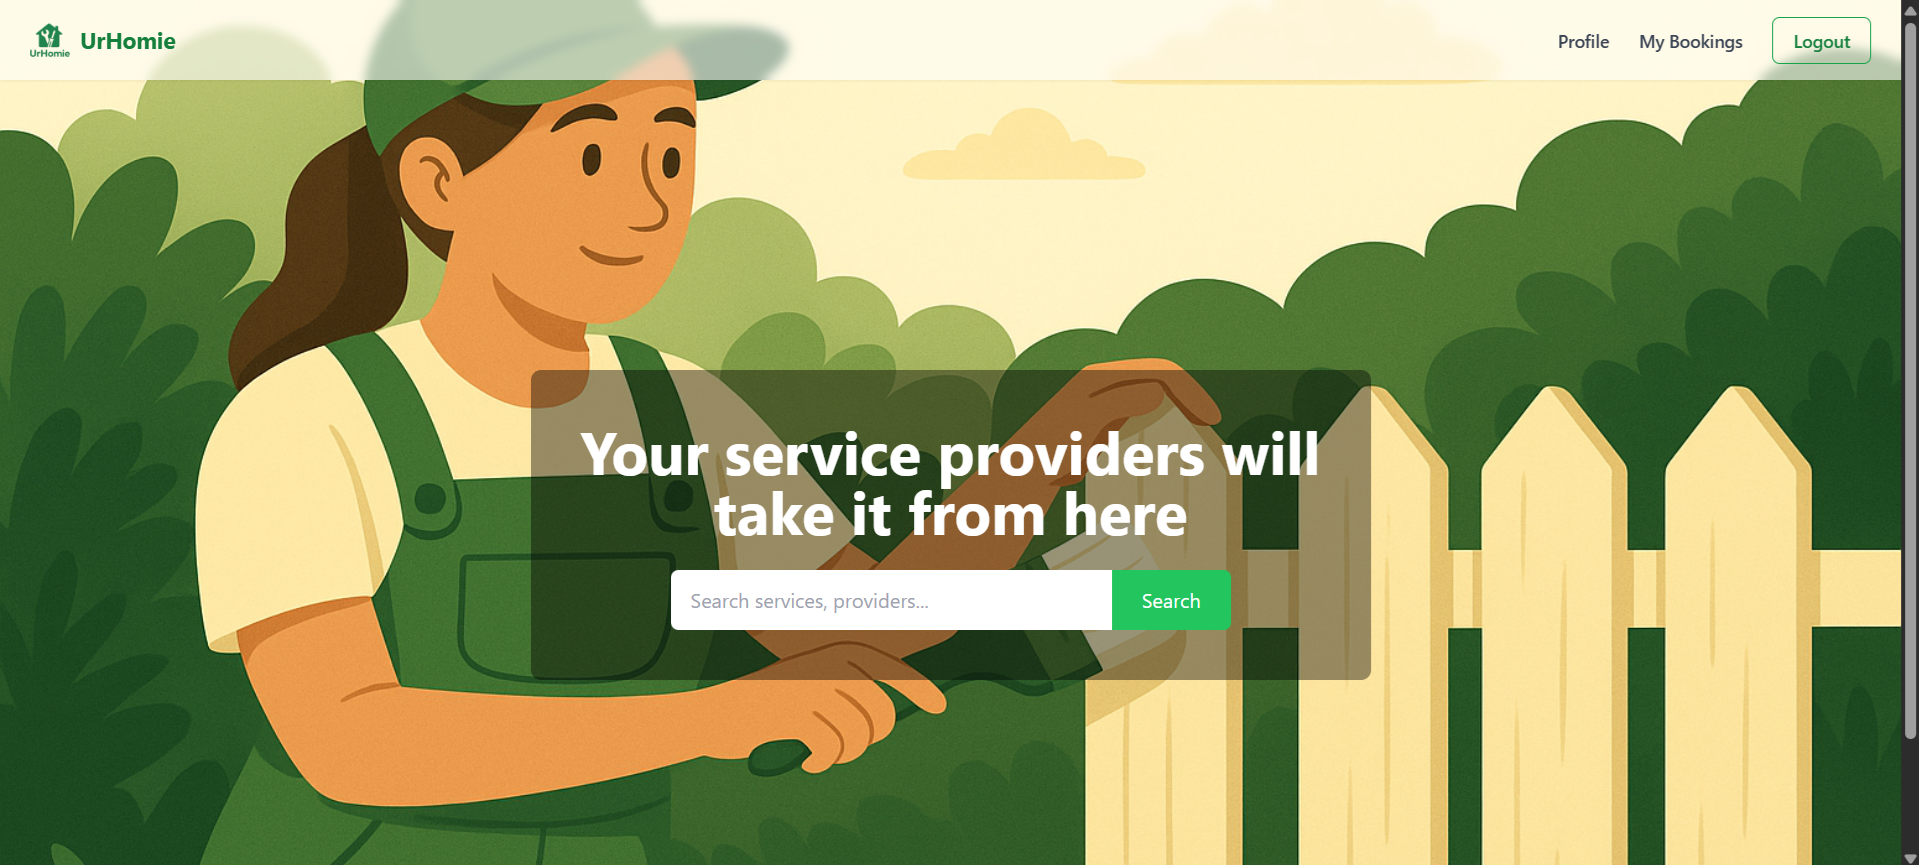 UrHomie
UrHomie
Profile
My Bookings
Logout
Your service providers will
take it from here
Search services, providers...
Search